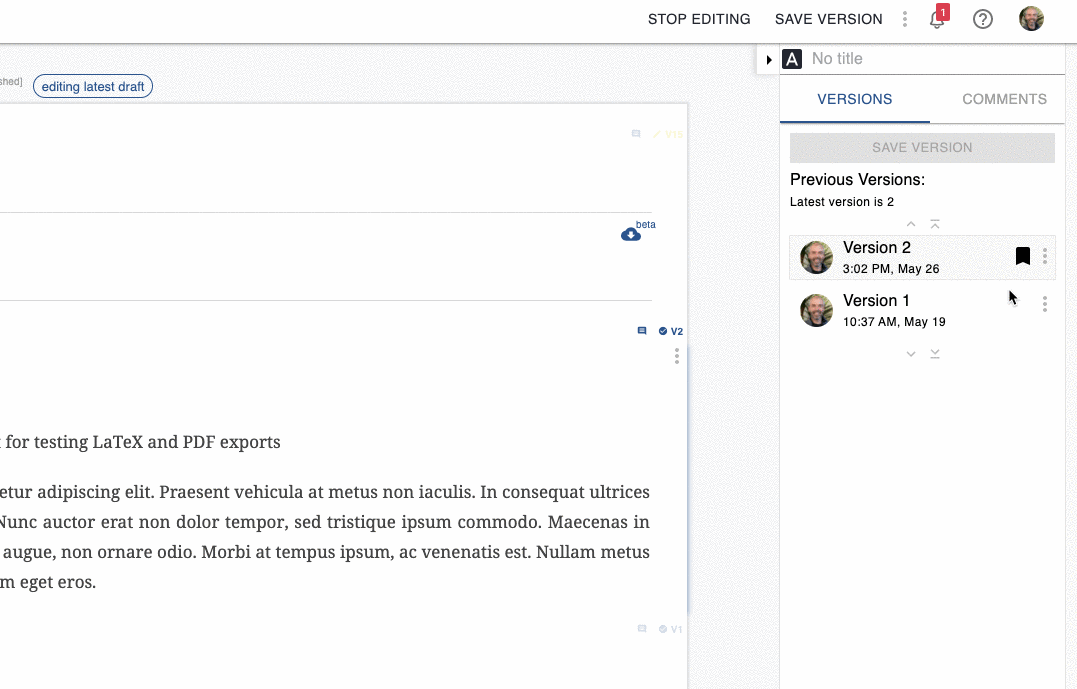 STOP EDITING
SAVE VERSION
1
shed]
editing latest draft
A
No title
VERSIONS
COMMENTS
V13
SAVE VERSION
Previous Versions:
Latest version is 2
beta
Version 2
3:02 PM, May 26
Version 1
10:37 AM, May 19
V2
for testing LaTeX and PDF exports
etur adipiscing elit. Praesent vehicula at metus non iaculis. In consequat ultrices
Nunc auctor erat non dolor tempor, sed tristique ipsum commodo. Maecenas in
augue, non ornare odio. Morbi at tempus ipsum, ac venenatis est. Nullam metus
m eget eros.
V1